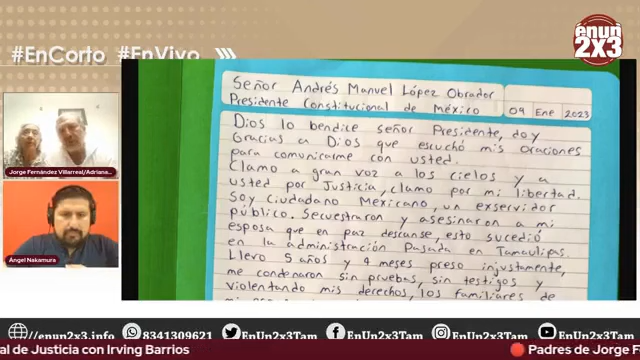 énun
2x3
#EnCorto #EnVivo
Señor Andrés Manuel López Obrador
Presidente Constitucional de México
09 Ene 2023
Dios lo bendice señor Presidente, doy
Gracias a Dios que escuchó mis oraciones
para comunicarme con usted.
Clamo a gran voz a los cielos y a
usted por Justicia, clamo por mi libertad.
Soy ciudadano Mexicano, un exservidor
público. Secuestraron y asesinaron a mi
esposa que en paz descanse, esto sucedió
en la administración Pasada en Tamaulipas.
Llevo 5 años y 9 meses preso injustamente,
me condenaron sin pruebas, sin testigos y
violentando mis derechos, los familiares de
Jorge Fernández Villarreal/Adriana
Angel Nakamura
//enun2x3.info
8341309621
EnUn2x3Tam
EnUn2x3Tam
EnUn2x3Tam
al de Justicia con Irving Barrios
Padres de Jorge F